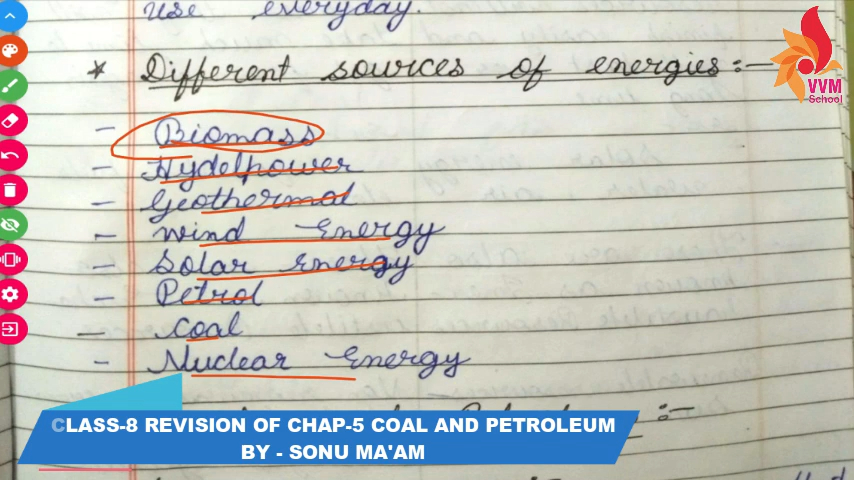 use everyday.
VVM
School
* Different sources of energies :-
- Biomass
- Hydelpower
- Geothermal
- Wind Energy
- Solar Energy
- Petrol
- Coal
- Nuclear Energy
:-
CLASS-8 REVISION OF CHAP-5 COAL AND PETROLEUM
BY - SONU MA'AM